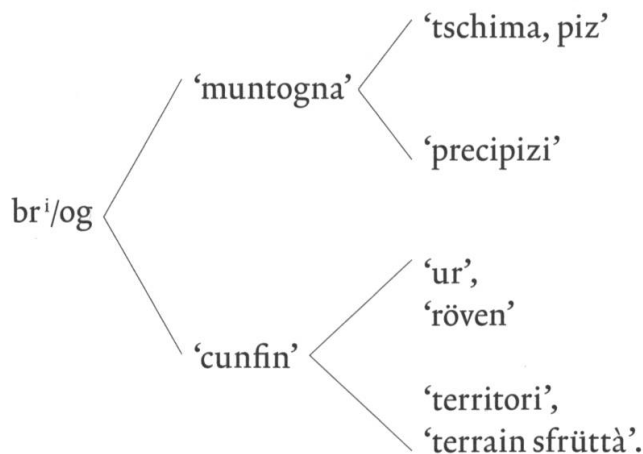 ‘tschima, piz’
‘muntogna’
‘precipizi’
brⁱ/og
‘ur’,
‘röven’
‘cunfin’
‘territori’,
‘terrain sfrüttà’.